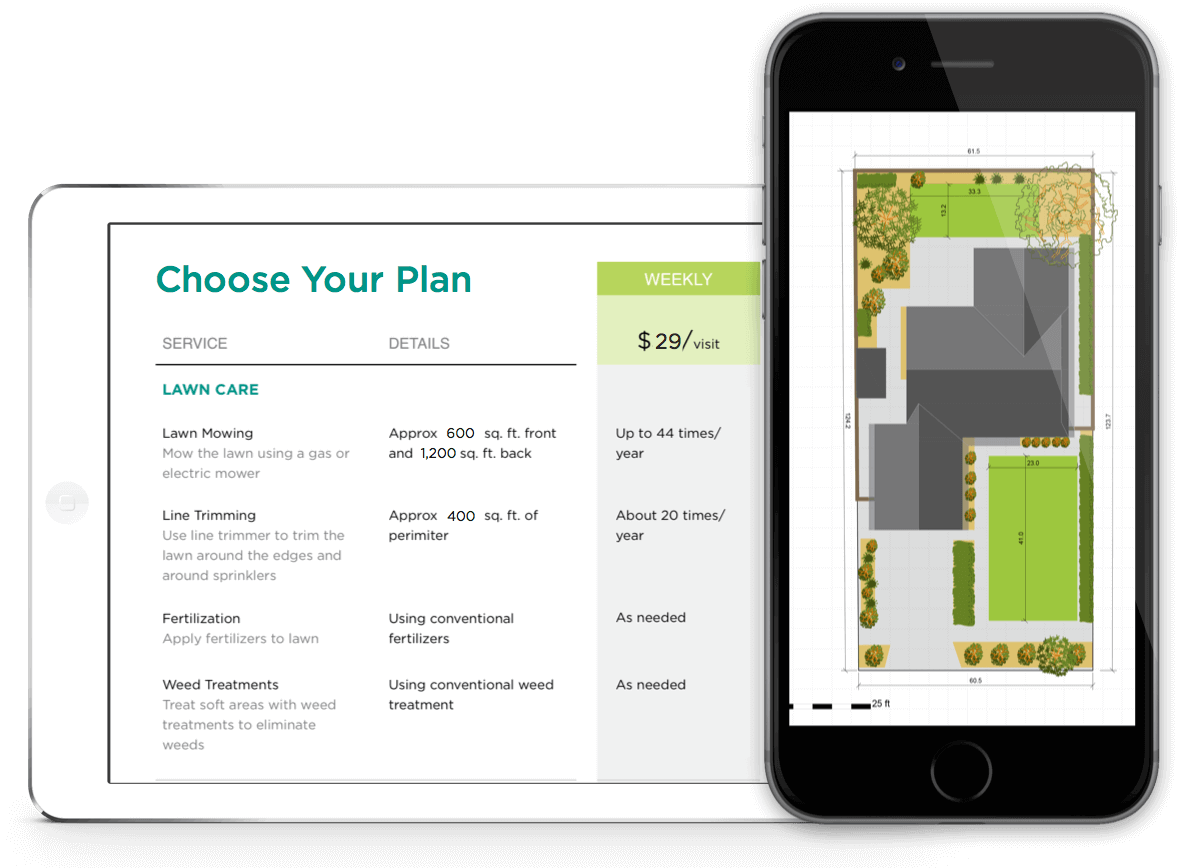 Choose Your Plan
WEEKLY
$29/visit
SERVICE DETAILS
LAWN CARE
Lawn Mowing
Mow the lawn using a gas or
electric mower
Approx 600 sq. ft. front
and 1,200 sq. ft. back
Up to 44 times/
year
Line Trimming
Use line trimmer to trim the
lawn around the edges and
around sprinklers
Approx 400 sq. ft. of
perimiter
About 20 times/
year
Fertilization
Apply fertilizers to lawn
Using conventional
fertilizers
As needed
Weed Treatments
Treat soft areas with weed
treatments to eliminate
weeds
Using conventional weed
treatment
As needed
61.5
33.3
13.2
124.2
123.7
23.0
41.0
60.5
25 ft